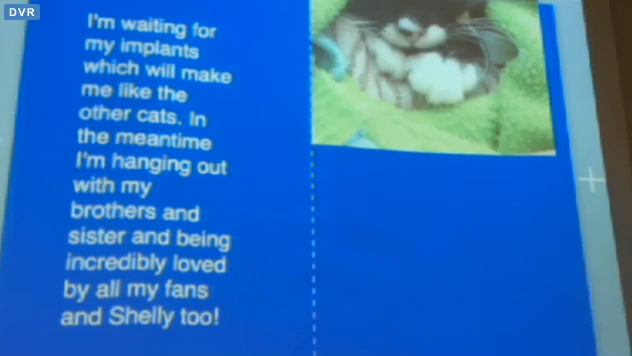 DVR
I'm waiting for
my implants
which will make
me like the
other cats. In
the meantime
I'm hanging out
with my
brothers and
sister and being
incredibly loved
by all my fans
and Shelly too!